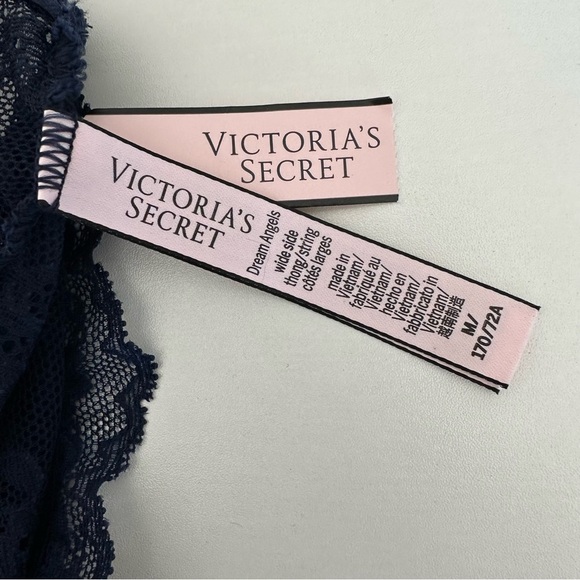 VICTORIA'S
SECRET
VICTORIA'S
SECRET
Dream Angels
wide side
thong/string
côtés larges
made in
Vietnam/
fabriqué au
Vietnam/
hecho en
Vietnam/
fabbricato in
Vietnam/
越南制造
M/
170/72A